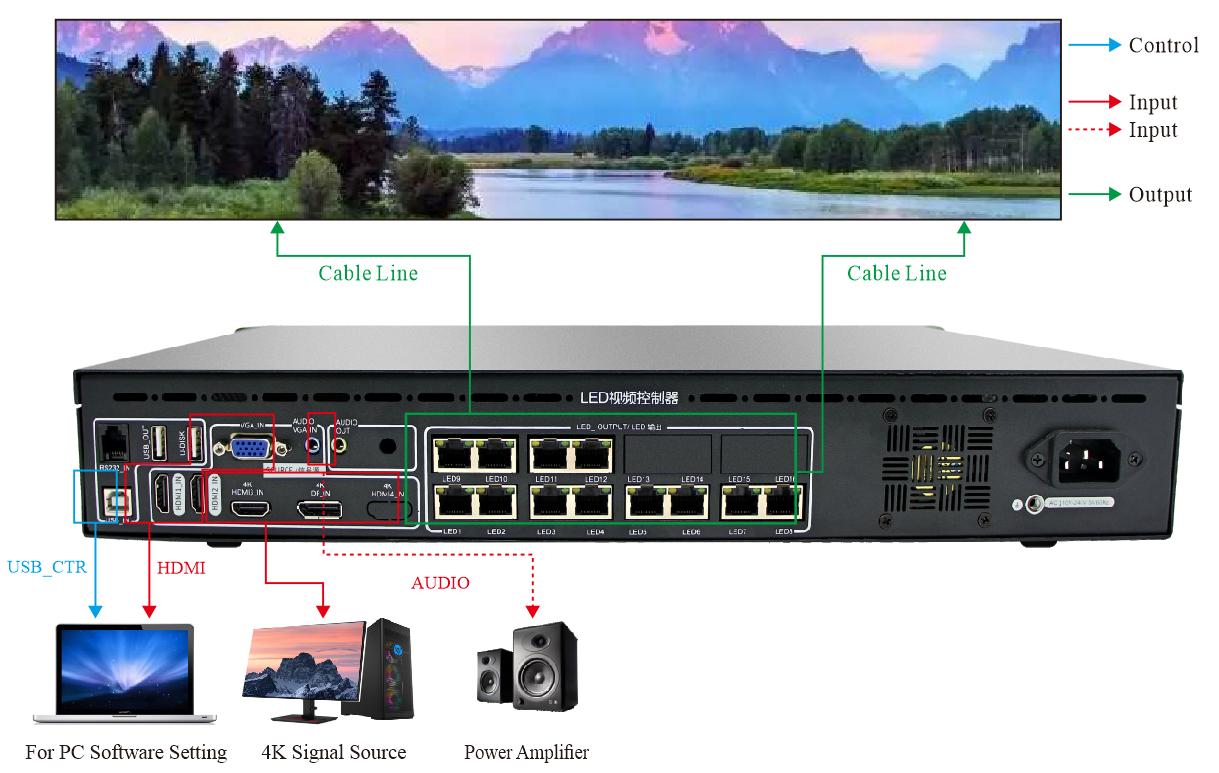 Control
Input
Input
Output
Cable Line
Cable Line
LED视频控制器
RS232_IN
USB_OUT
U-DISK
VGA_IN
AUDIO
VGA_IN
AUDIO
OUT
LED_OUTPUT/LED 输出
LED9
LED10
LED11
LED12
LED13
LED14
LED15
LED16
HDMI1_IN
HDMI2_IN
4K
HDMI3_IN
4K
DP_IN
4K
HDMI4_IN
LED1
LED2
LED3
LED4
LED5
LED6
LED7
LED8
USB_CTR
HDMI
AUDIO
For PC Software Setting
4K Signal Source
Power Amplifier